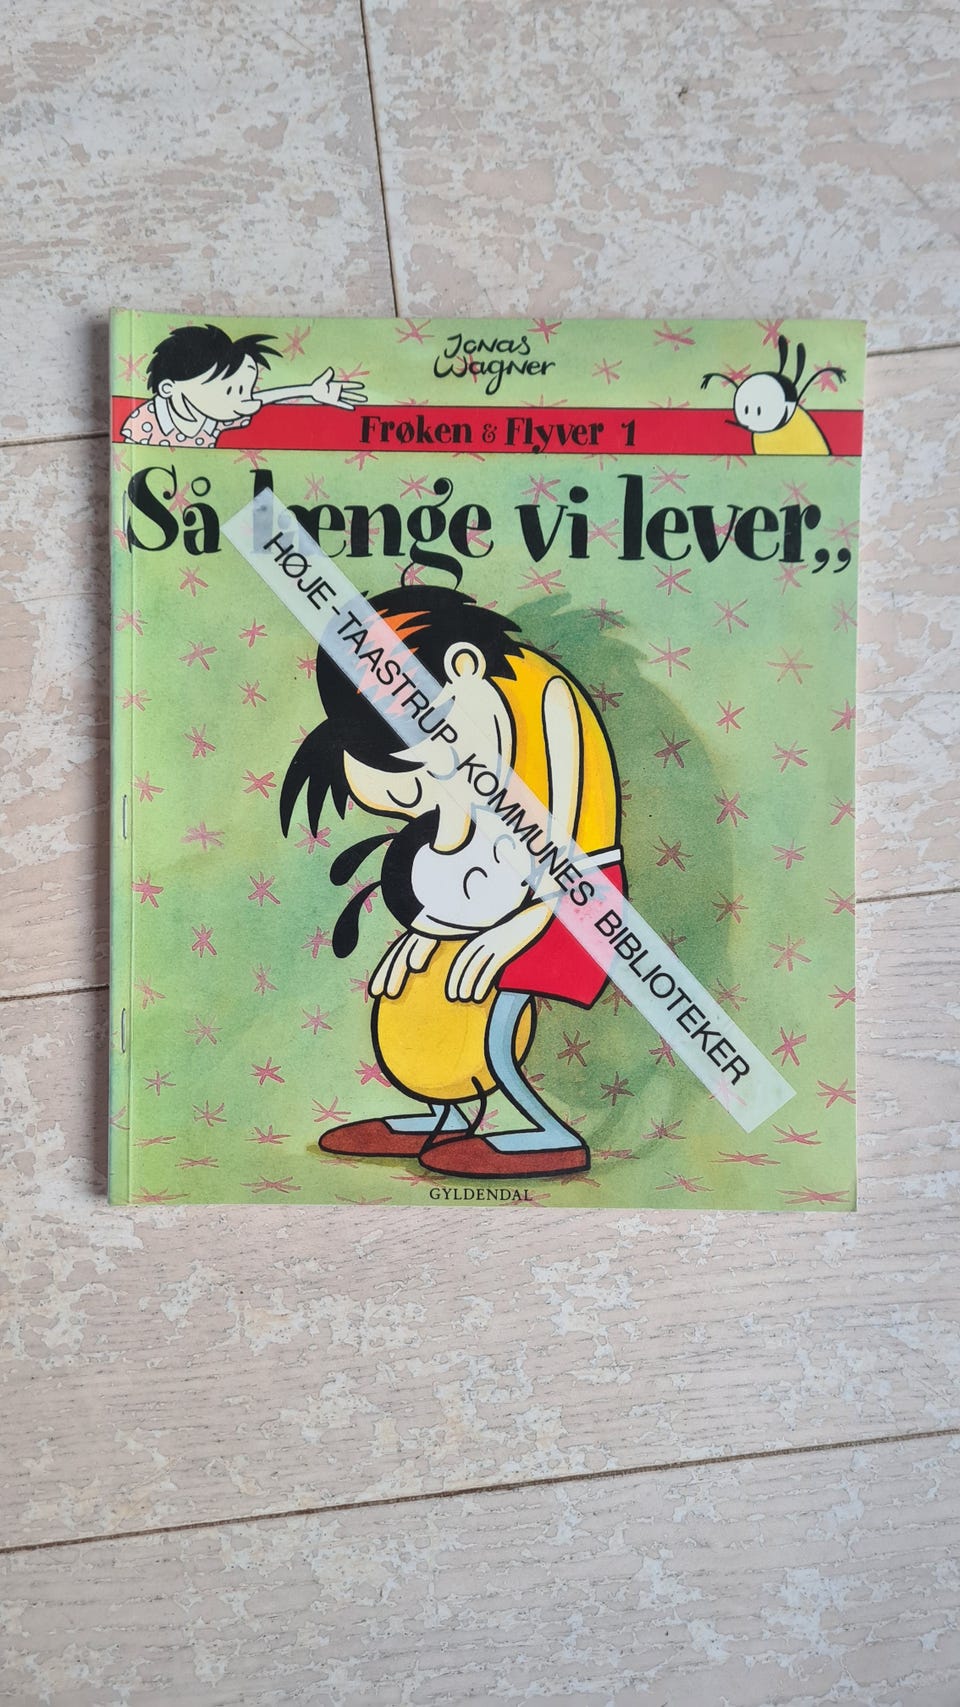 Jonas
Wagner
Frøken & Flyver 1
Så længe vi lever,,
HØJE-TAASTRUP KOMMUNES BIBLIOTEKER
GYLDENDAL